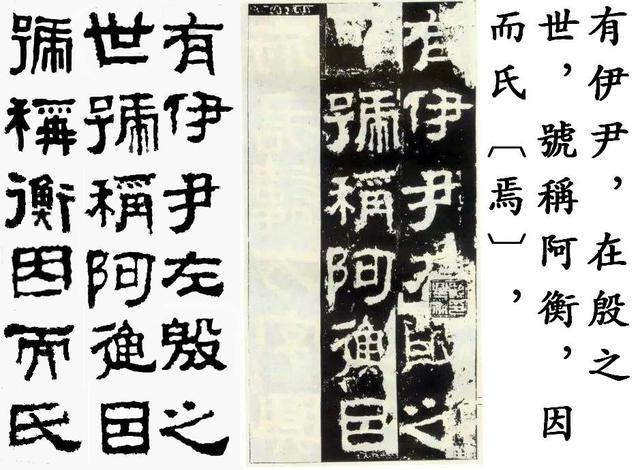 有伊尹，在殷之
世，號稱阿衡，因
而氏〔焉〕，
有伊尹殷之
號稱阿衡因
有伊尹左殷之
世號稱阿衡因
號稱衡因而氏